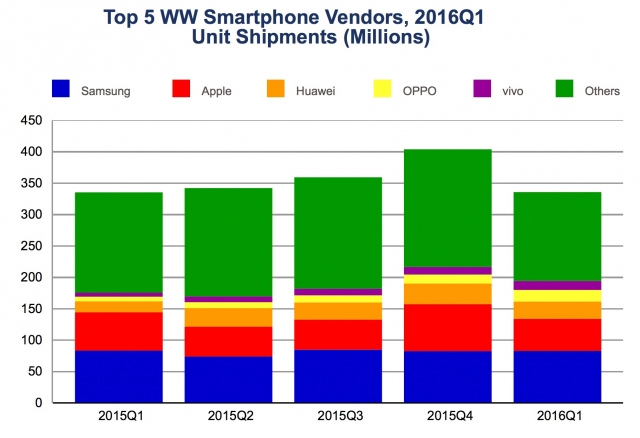 Top 5 WW Smartphone Vendors, 2016Q1
Unit Shipments (Millions)
Samsung Apple Huawei OPPO vivo Others
450
400
350
300
250
200
150
100
50
0
2015Q1 2015Q2 2015Q3 2015Q4 2016Q1